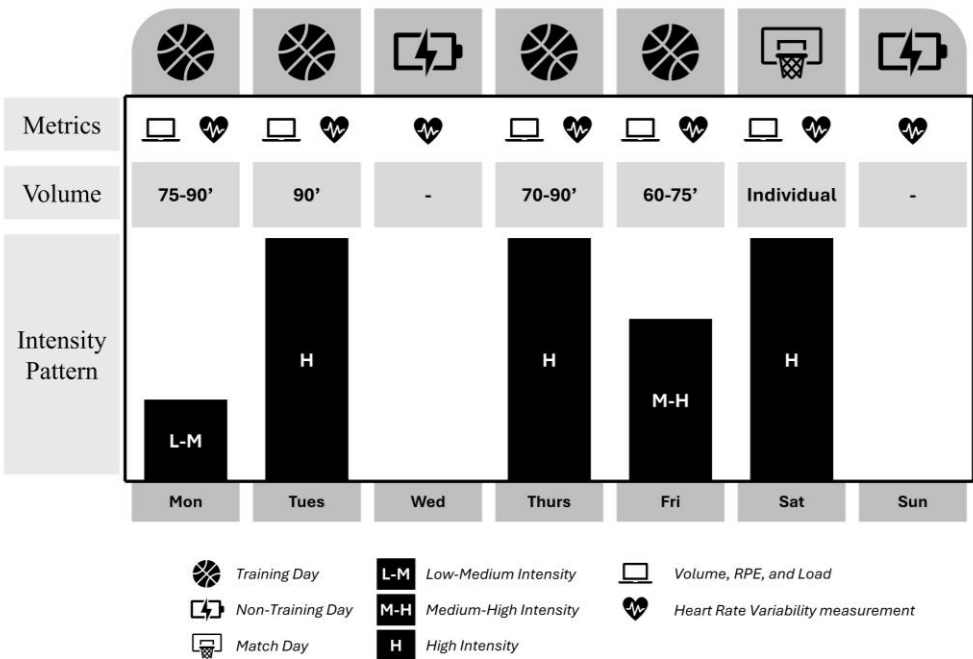 Metrics
Volume
75-90’
90’
-
70-90’
60-75’
Individual
-
Intensity
Pattern
L-M
H
H
M-H
H
Mon
Tues
Wed
Thurs
Fri
Sat
Sun
Training Day
L-M Low-Medium Intensity
Volume, RPE, and Load
Non-Training Day
M-H Medium-High Intensity
Heart Rate Variability measurement
Match Day
H High Intensity